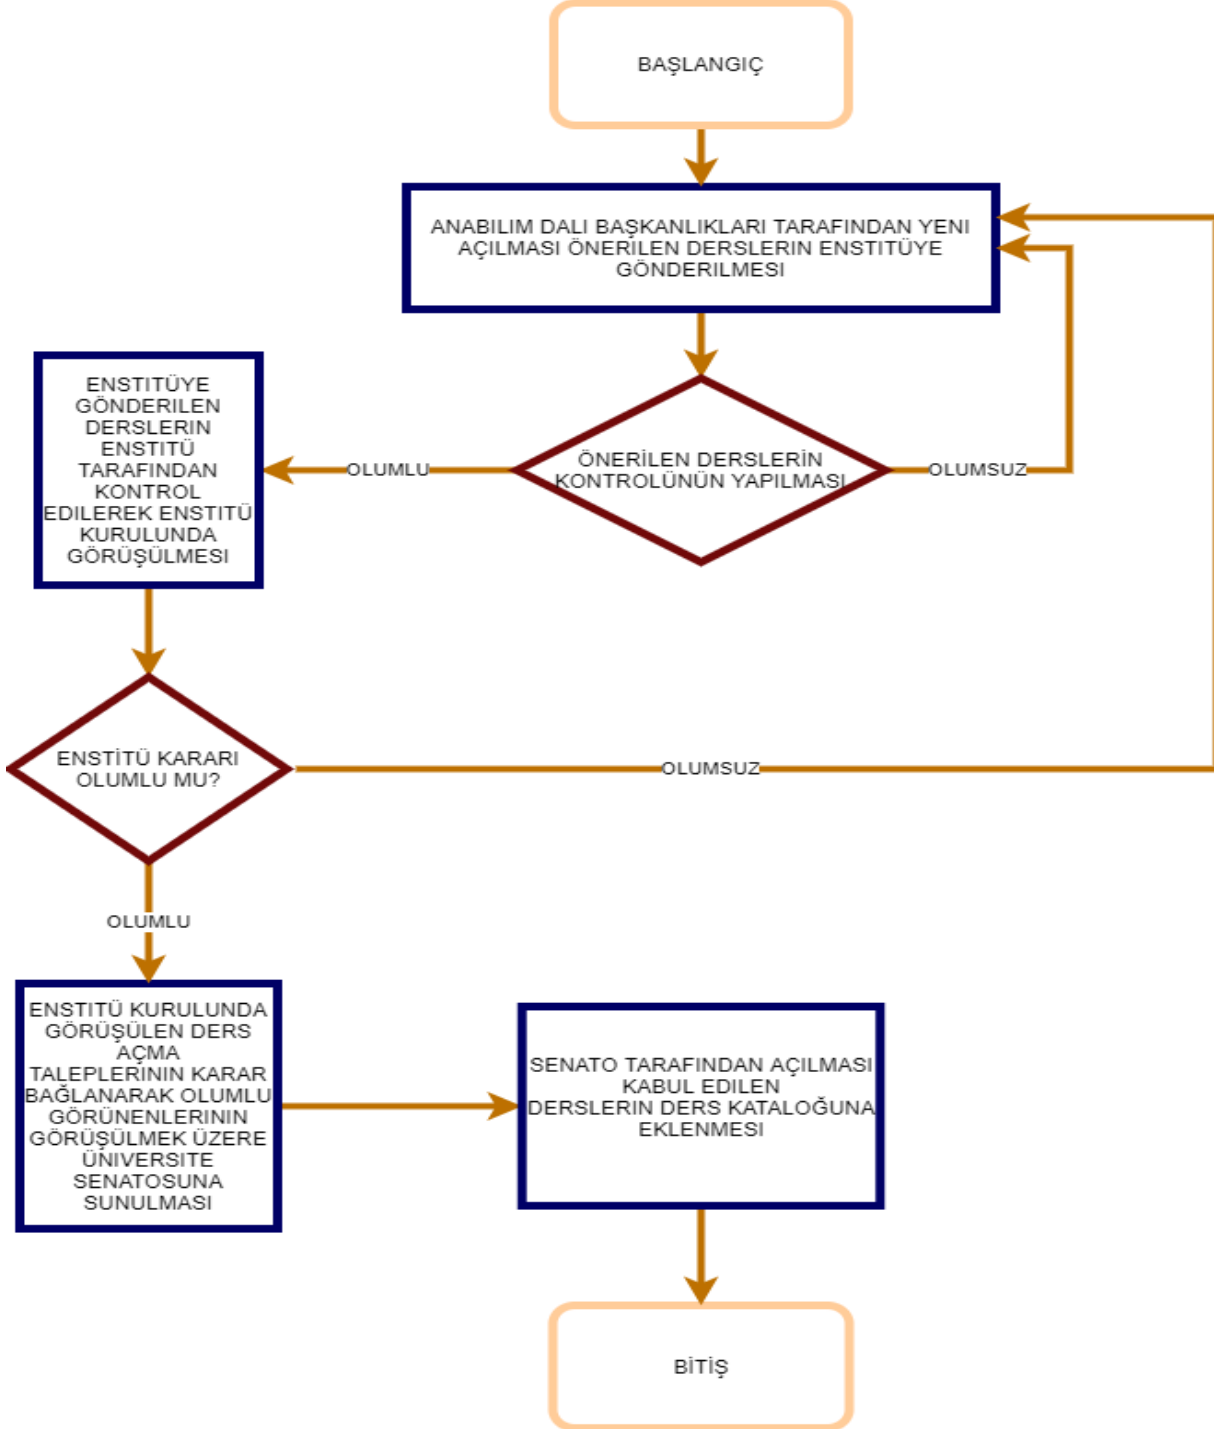 BAŞLANGIÇ
ANABILIM DALI BAŞKANLIKLARI TARAFINDAN YENI
AÇILMASI ÖNERILEN DERSLERIN ENSTITÜYE
GÖNDERILMESI
ÖNERILEN DERSLERIN
KONTROLÜNÜN YAPILMASI
OLUMLU
OLUMSUZ
ENSTITÜYE
GÖNDERILEN
DERSLERIN
ENSTITÜ
TARAFINDAN
KONTROL
EDILEREK ENSTITÜ
KURULUNDA
GÖRÜŞÜLMESI
ENSTİTÜ KARARI
OLUMLU MU?
OLUMSUZ
OLUMLU
ENSTITÜ KURULUNDA
GÖRÜŞÜLEN DERS
AÇMA
TALEPLERININ KARAR
BAĞLANARAK OLUMLU
GÖRÜNENLERININ
GÖRÜŞÜLMEK ÜZERE
ÜNIVERSITE
SENATOSUNA
SUNULMASI
SENATO TARAFINDAN AÇILMASI
KABUL EDILEN
DERSLERIN DERS KATALOĞUNA
EKLENMESI
BİTİŞ